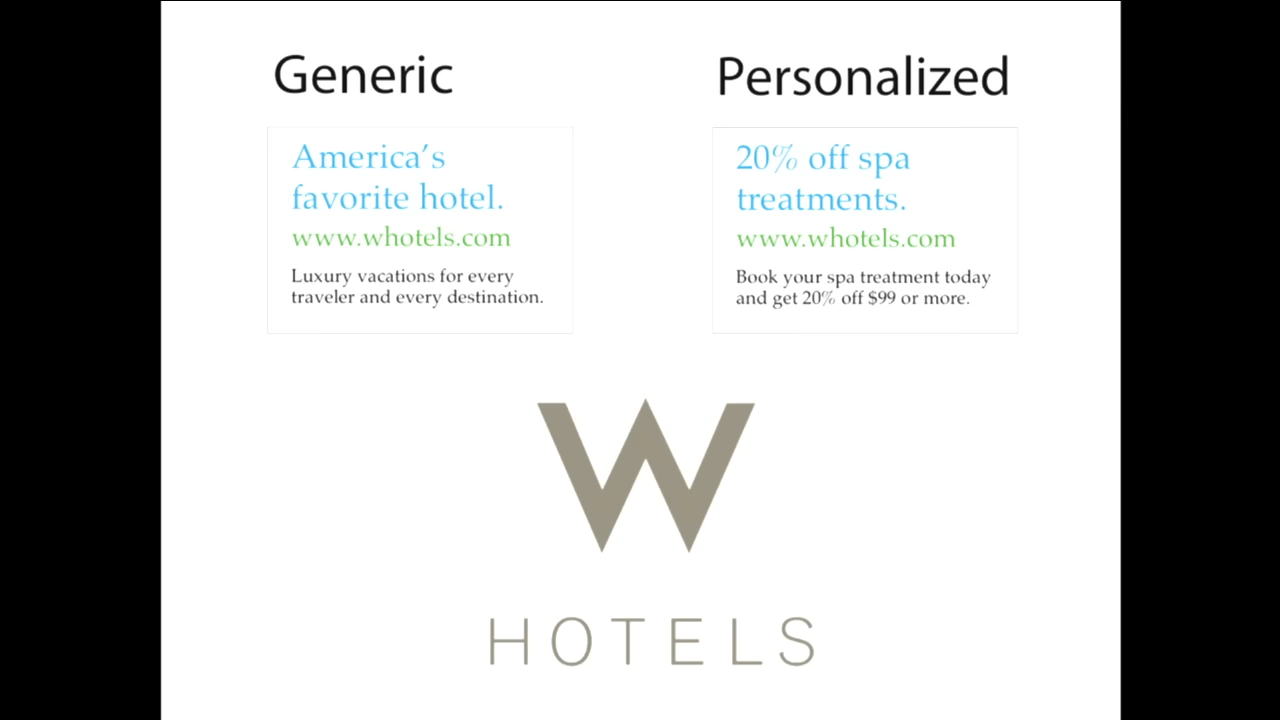 Generic
America's
favorite hotel.
www.whotels.com
Luxury vacations for every
traveler and every destination.
Personalized
20% off spa
treatments.
www.whotels.com
Book your spa treatment today
and get 20% off $99 or more.
W
HOTELS